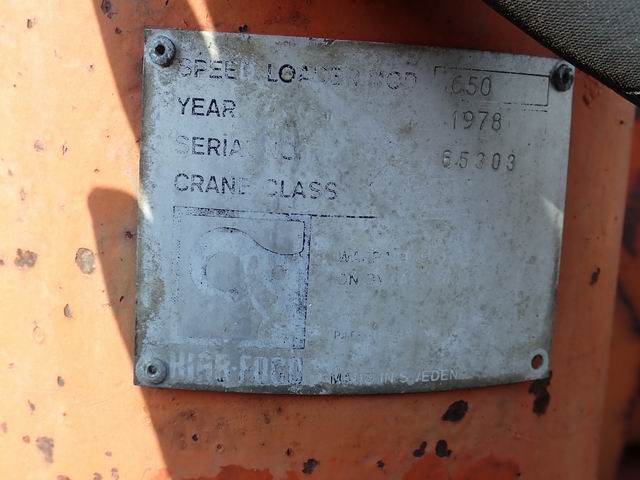 SPEED LOADER MOD 650
YEAR 1978
SERIAL NO. 65303
CRANE CLASS
HIAB-FOCO
MADE IN SWEDEN